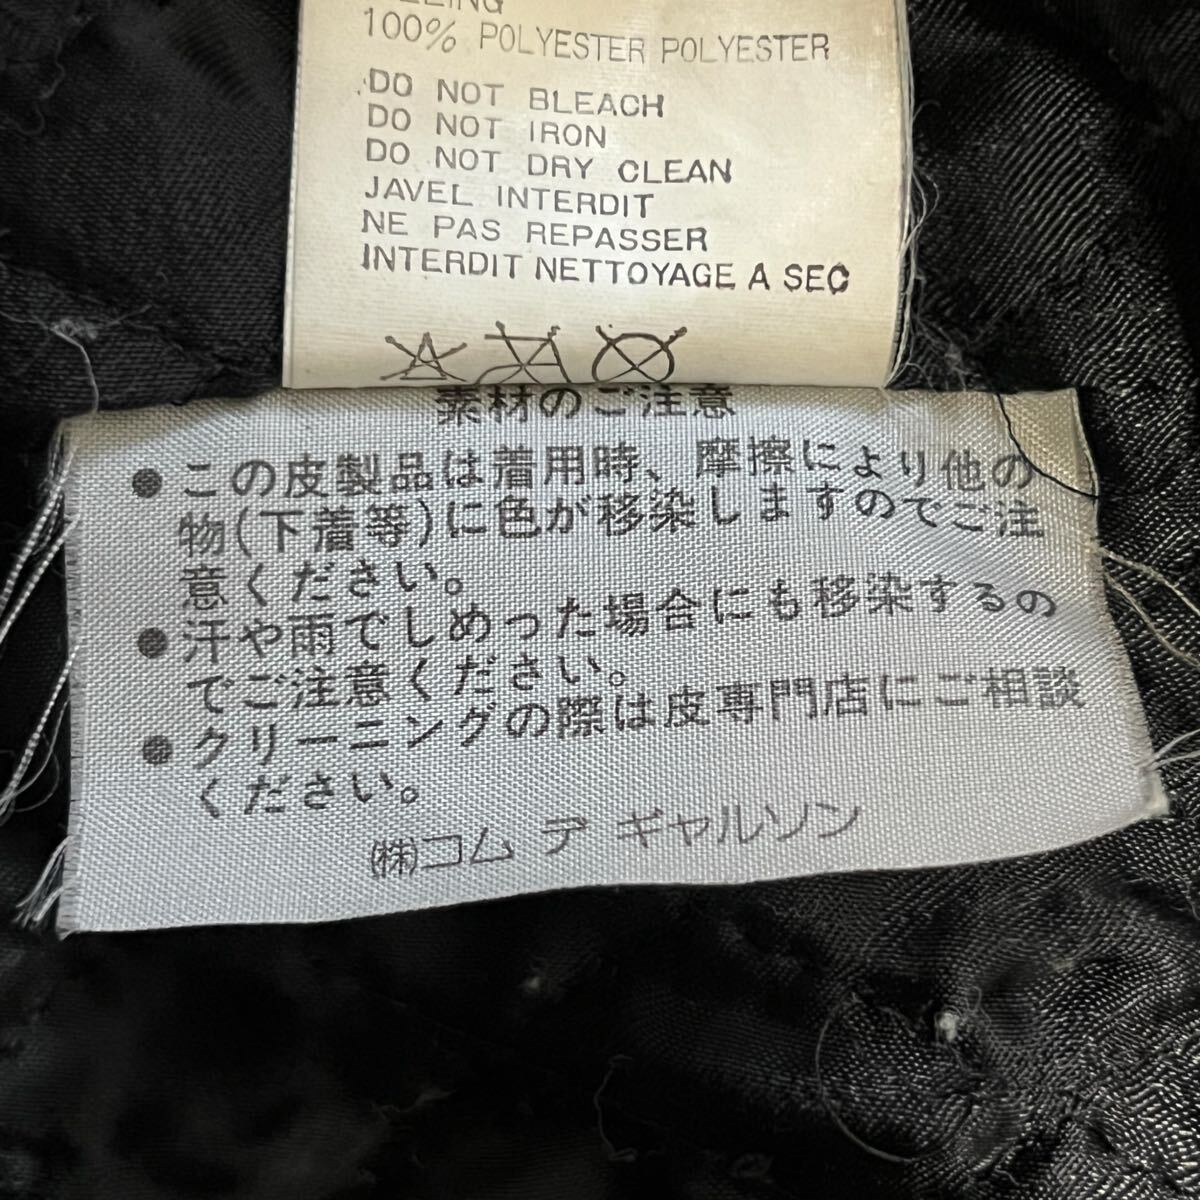 100% POLYESTER POLYESTER
DO NOT BLEACH
DO NOT IRON
DO NOT DRY CLEAN
JAVEL INTERDIT
NE PAS REPASSER
INTERDIT NETTOYAGE A SEC
素材のご注意
●この皮製品は着用時、摩擦により他の
物(下着等)に色が移染しますのでご注
意ください。
●汗や雨でしめった場合にも移染するの
でご注意ください。
●クリーニングの際は皮専門店にご相談
ください。
(株)コム デ ギャルソン